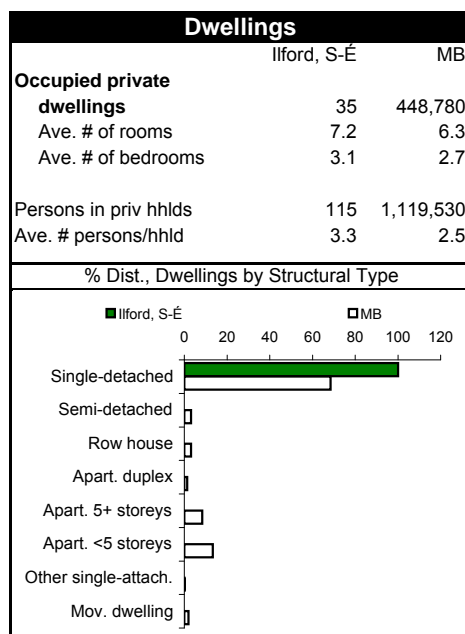 Dwellings
Ilford, S-É MB
Occupied private
dwellings 35 448,780
Ave. # of rooms 7.2 6.3
Ave. # of bedrooms 3.1 2.7
Persons in priv hhlds 115 1,119,530
Ave. # persons/hhld 3.3 2.5
% Dist., Dwellings by Structural Type
Ilford, S-É MB
0 20 40 60 80 100 120
Single-detached
Semi-detached
Row house
Apart. duplex
Apart. 5+ storeys
Apart. <5 storeys
Other single-attach.
Mov. dwelling